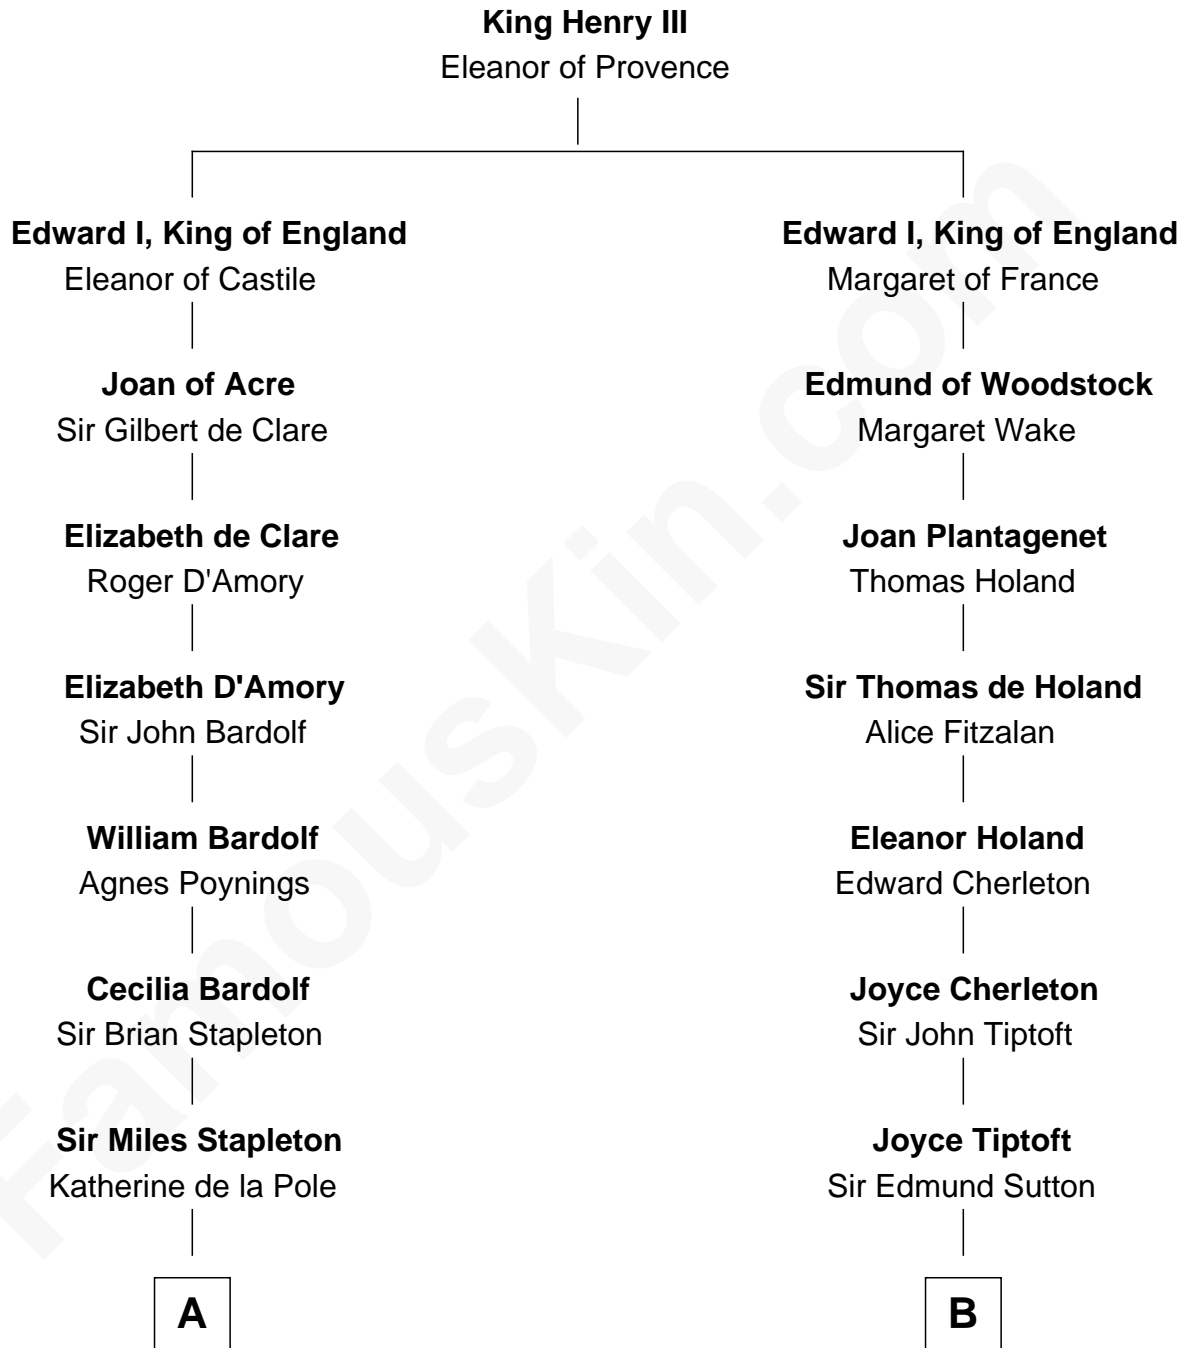 King Henry III
Eleanor of Provence
Edward I, King of England
Eleanor of Castile
Joan of Acre
Sir Gilbert de Clare
Elizabeth de Clare
Roger D'Amory
Elizabeth D'Amory
Sir John Bardolf
William Bardolf
Agnes Poynings
Cecilia Bardolf
Sir Brian Stapleton
Sir Miles Stapleton
Katherine de la Pole
A
Edward I, King of England
Margaret of France
Edmund of Woodstock
Margaret Wake
Joan Plantagenet
Thomas Holand
Sir Thomas de Holand
Alice Fitzalan
Eleanor Holand
Edward Cherleton
Joyce Cherleton
Sir John Tiptoft
Joyce Tiptoft
Sir Edmund Sutton
B
FamousKin.com